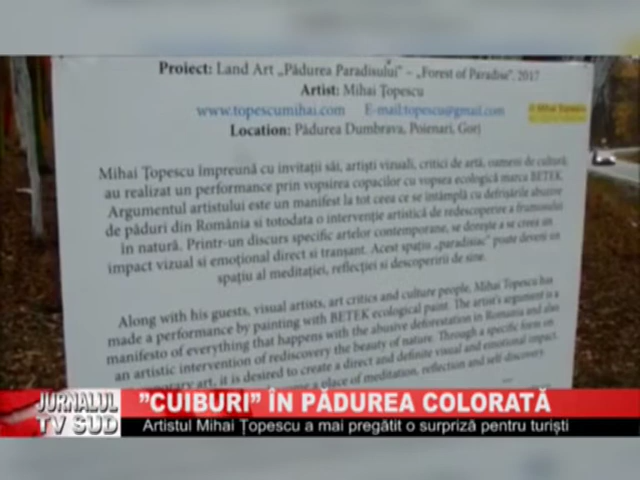 Proiect: Land Art „Pădurea Paradisului" – „Forest of Paradise", 2017
Artist: Mihai Țopescu
www.topescumihai.com E-mail:topescu@gmail.com
Location: Pădurea Dumbrava, Poienari, Gorj
Mihai Țopescu împreună cu invitații săi, artiști vizuali, critici de artă, oameni de cultură,
au realizat un performance prin vopsirea copacilor cu vopsea ecologică marca BETEK.
Argumentul artistului este un manifest la tot ceea ce se întâmplă cu defrișările abuzive
de păduri din România si totodata o intervenție artistică de redescoperire a frumosului
în natură. Printr-un discurs specific artelor contemporane, se dorește a se creea un
impact vizual si emoțional direct si tranșant. Acest spațiu „paradisiac" poate deveni un
spațiu al meditației, reflecției si descoperirii de sine.
Along with his guests, visual artists, art critics and culture people, Mihai Țopescu has
made a performance by painting with BETEK ecological paint. The artist's argument is a
manifesto of everything that happens with the abusive deforestation in Romania and also
an artistic intervention of rediscovery the beauty of nature. Through a specific form on
art, it is desired to create a direct and definite visual and emotional impact.
a place of meditation, reflection and self discovery.
JURNALUL
TV SUD
"CUIBURI" ÎN PĂDUREA COLORATĂ
Artistul Mihai Țopescu a mai pregătit o surpriză pentru turiști